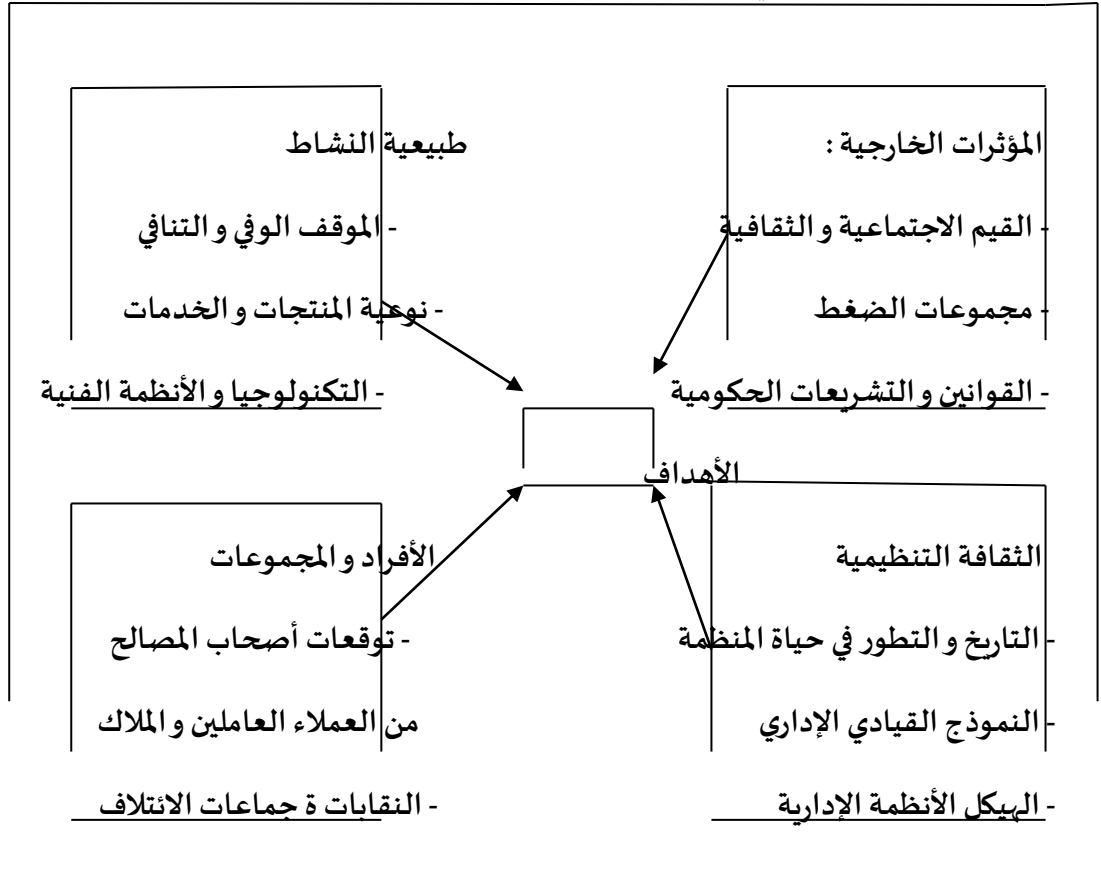 المؤثرات الخارجية :
- القيم الاجتماعية و الثقافية
- مجموعات الضغط
- القوانين و التشريعات الحكومية
طبيعية النشاط
- الموقف الوفي و التنافي
- نوعية المنتجات و الخدمات
- التكنولوجيا و الأنظمة الفنية
الأهداف
الثقافة التنظيمية
- التاريخ و التطور في حياة المنظمة
- النموذج القيادي الإداري
- الهيكل الأنظمة الإدارية
الأفراد و المجموعات
- توقعات أصحاب المصالح
من العملاء العاملين و الملاك
- النقابات ة جماعات الائتلاف